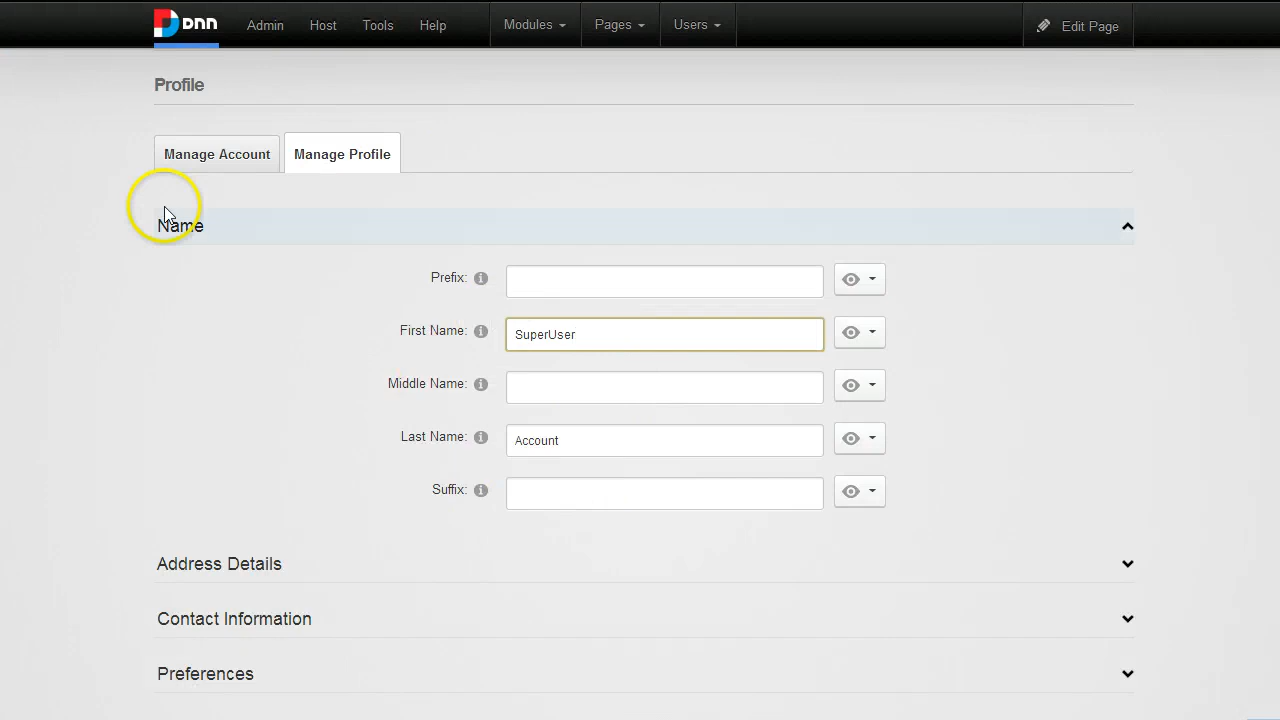 DNN Admin Host Tools Help Modules Pages Users Edit Page
Profile
Manage Account Manage Profile
Name
Prefix:
First Name: SuperUser
Middle Name:
Last Name: Account
Suffix:
Address Details
Contact Information
Preferences